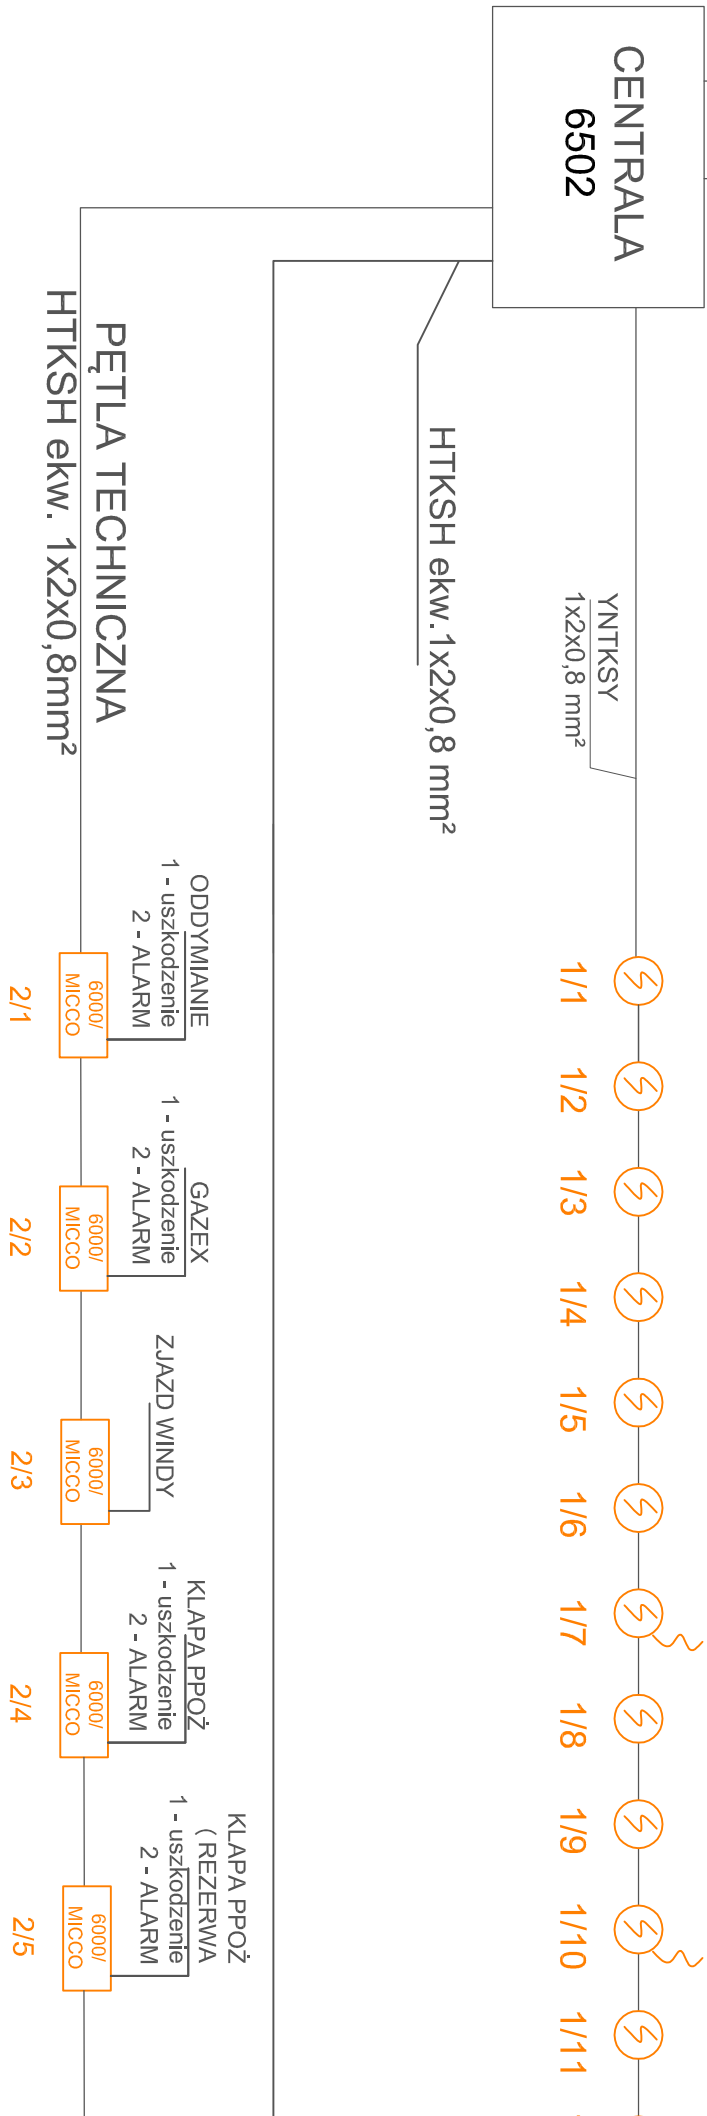 CENTRALA
6502
YNTKSY
1x2x0,8 mm²
HTKSH ekw.1x2x0,8 mm²
PĘTLA TECHNICZNA
HTKSH ekw. 1x2x0,8mm²
1/1
1/2
1/3
1/4
1/5
1/6
1/7
1/8
1/9
1/10
1/11
ODDYMIANIE
1 - uszkodzenie
2 - ALARM
6000/
MICCO
2/1
GAZEX
1 - uszkodzenie
2 - ALARM
6000/
MICCO
2/2
ZJAZD WINDY
6000/
MICCO
2/3
KLAPA PPOŻ
1 - uszkodzenie
2 - ALARM
6000/
MICCO
2/4
KLAPA PPOŻ
( REZERWA
1 - uszkodzenie
2 - ALARM
6000/
MICCO
2/5